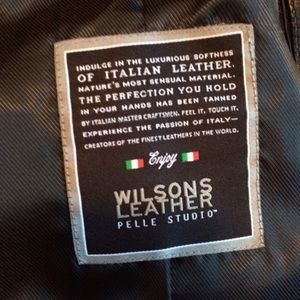 INDULGE IN THE LUXURIOUS SOFTNESS
OF ITALIAN LEATHER.
NATURE'S MOST SENSUAL MATERIAL.
THE PERFECTION YOU HOLD
IN YOUR HANDS HAS BEEN TANNED
BY ITALIAN MASTER CRAFTSMEN. FEEL IT. TOUCH IT.
EXPERIENCE THE PASSION OF ITALY—
CREATORS OF THE FINEST LEATHERS IN THE WORLD.
Enjoy
WILSONS
LEATHER
PELLE STUDIO™